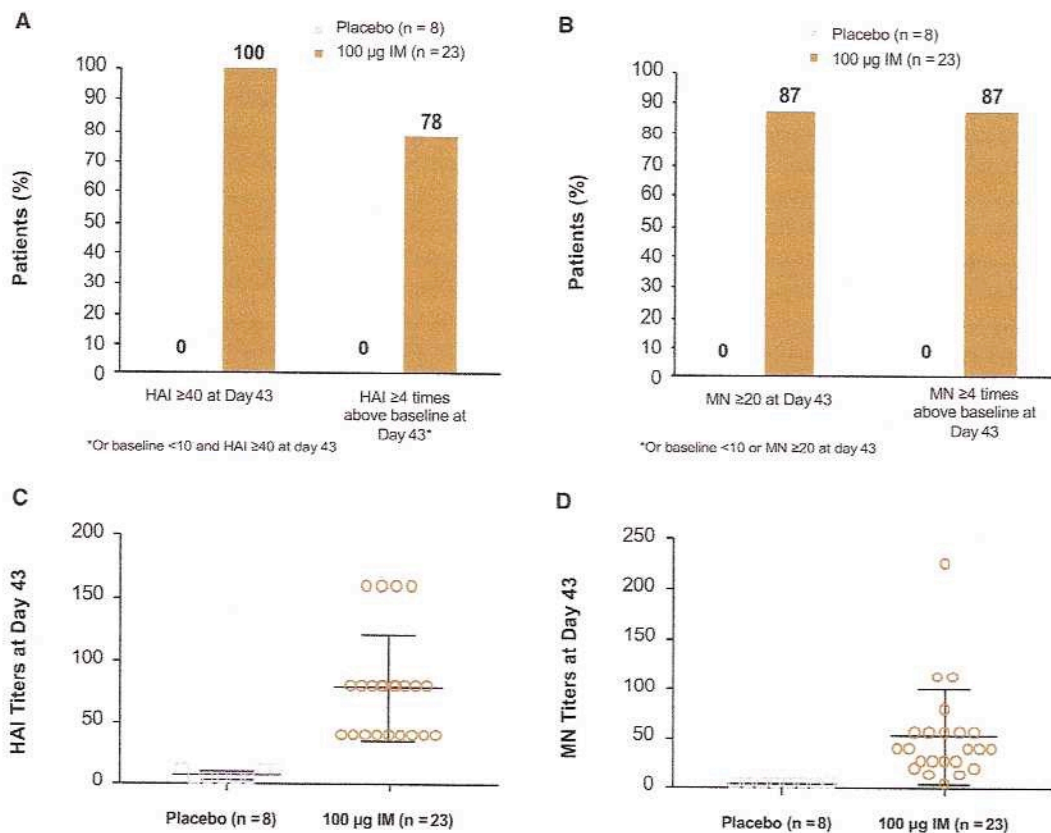 A
Placebo (n = 8)
100 µg IM (n = 23)
Patients (%)
100
90
80
70
60
50
40
30
20
10
0
0
100
0
78
HAI ≥40 at Day 43
HAI ≥4 times
above baseline at
Day 43*
*Or baseline <10 and HAI ≥40 at day 43
B
Placebo (n = 8)
100 µg IM (n = 23)
Patients (%)
100
90
80
70
60
50
40
30
20
10
0
0
87
0
87
MN ≥20 at Day 43
MN ≥4 times
above baseline at
Day 43
*Or baseline <10 or MN ≥20 at day 43
C
HAI Titers at Day 43
200
150
100
50
0
Placebo (n = 8)
100 µg IM (n = 23)
D
MN Titers at Day 43
250
200
150
100
50
0
Placebo (n = 8)
100 µg IM (n = 23)